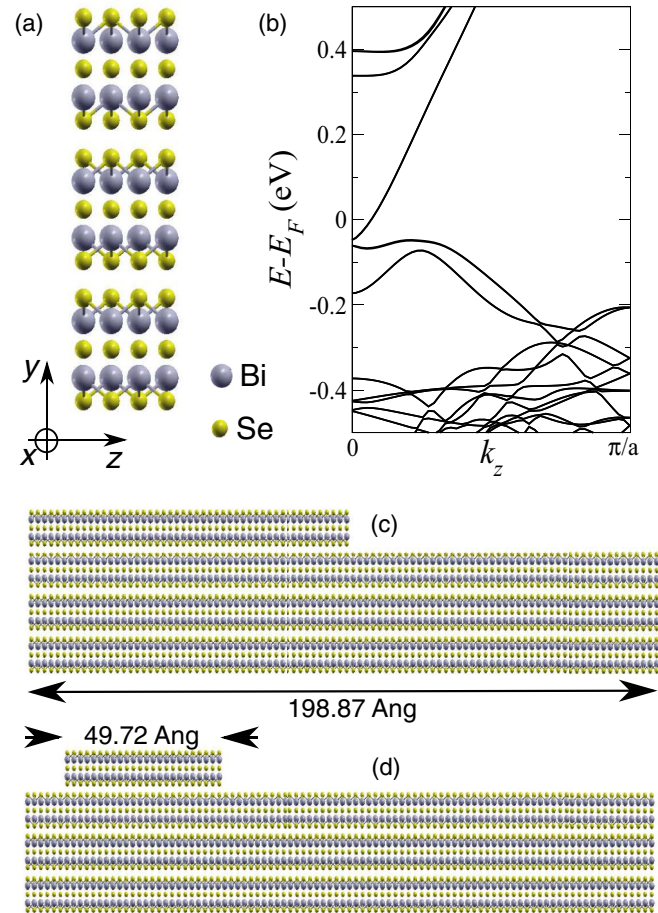 (a)
Bi
Se
y
x
z
(b)
E-E_F (eV)
0.4
0.2
0
-0.2
-0.4
0
k_z
π/a
(c)
198.87 Ang
49.72 Ang
(d)